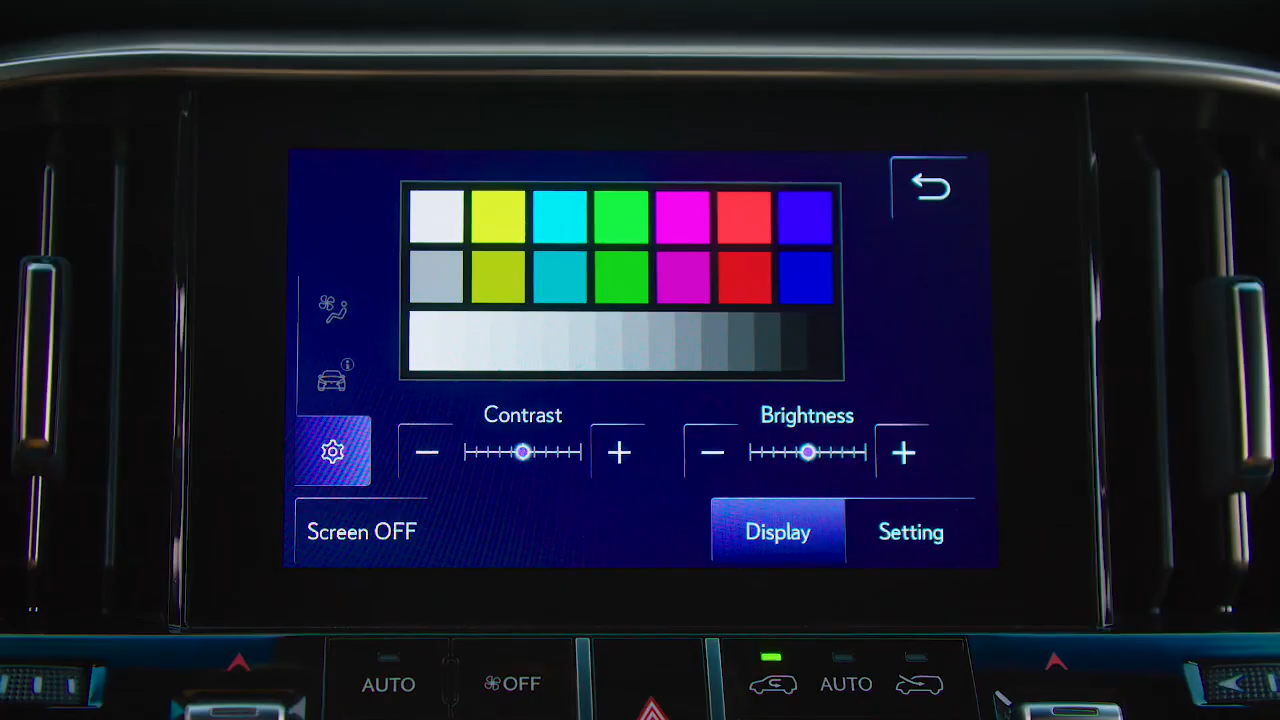 Contrast
Brightness
Screen OFF
Display
Setting
AUTO
OFF
AUTO